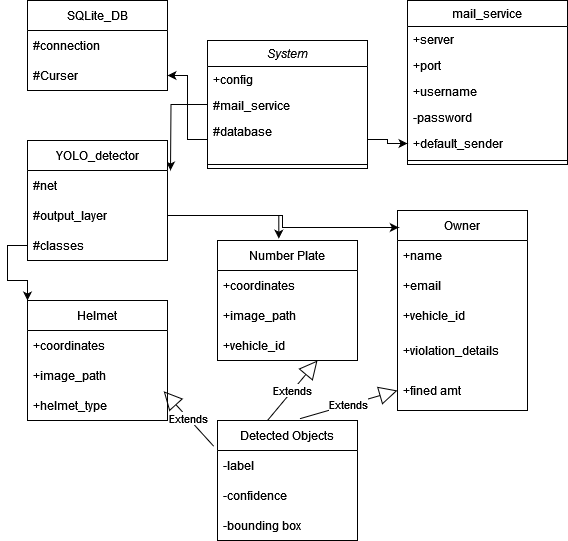 SQLite_DB
#connection
#Curser
System
+config
#mail_service
#database
mail_service
+server
+port
+username
-password
+default_sender
YOLO_detector
#net
#output_layer
#classes
Number Plate
+coordinates
+image_path
+vehicle_id
Owner
+name
+email
+vehicle_id
+violation_details
+fined amt
Helmet
+coordinates
+image_path
+helmet_type
Extends
Extends
Extends
Detected Objects
-label
-confidence
-bounding box